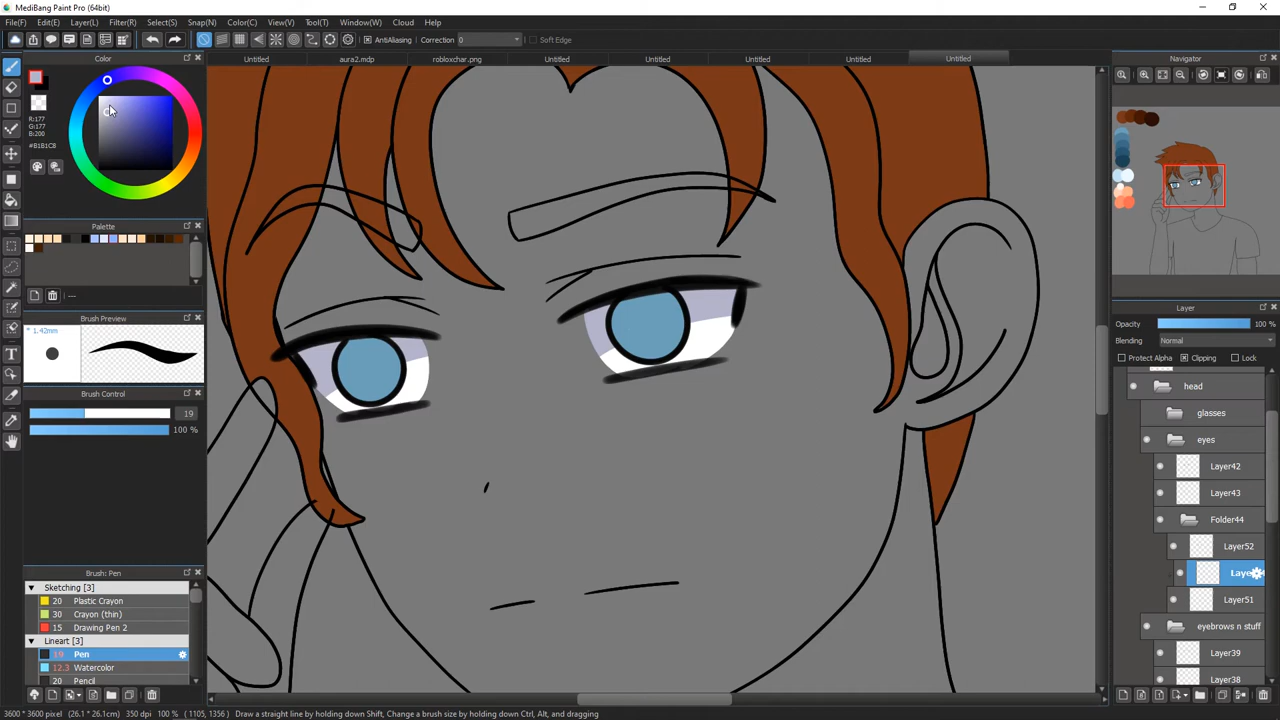 MediBang Paint Pro (64bit)
File(F) Edit(E) Layer(L) Filter(R) Select(S) Snap(N) Color(C) View(V) Tool(T) Window(W) Cloud Help
AntiAliasing Correction 0 Soft Edge
Color Untitled aura2.mdp robloxchar.png Untitled Untitled Untitled Untitled Untitled Navigator
R:177
G:177
B:200
#B1B1C8
Palette
---
Brush Preview
* 1.42mm
Brush Control
19
100 %
Brush: Pen
Sketching [3]
20 Plastic Crayon
30 Crayon (thin)
15 Drawing Pen 2
Lineart [3]
19 Pen
12.3 Watercolor
20 Pencil
Layer
Opacity 100 %
Blending Normal
Protect Alpha Clipping Lock
head
glasses
eyes
Layer42
Layer43
Folder44
Layer52
Laye
Layer51
eyebrows n stuff
Layer39
Layer38
3600 * 3600 pixel (26.1 * 26.1cm) 350 dpi 100 % ( 1105, 1356 ) Draw a straight line by holding down Shift, Change a brush size by holding down Ctrl, Alt, and dragging